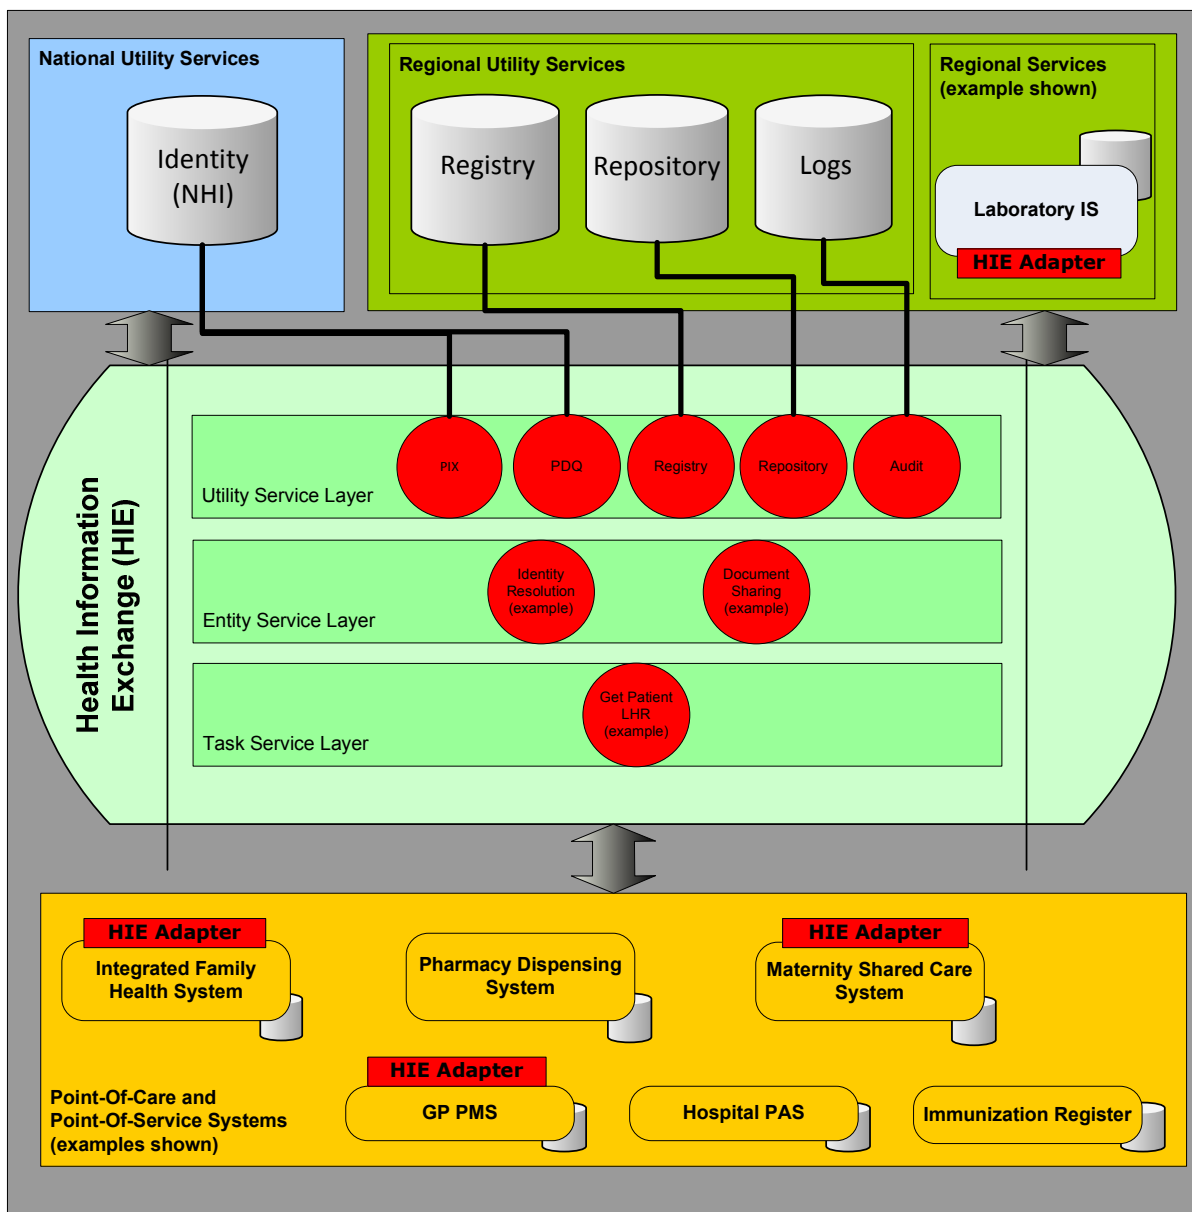 National Utility Services
Identity
(NHI)
Regional Utility Services
Registry
Repository
Logs
Regional Services
(example shown)
Laboratory IS
HIE Adapter
Health Information
Exchange (HIE)
PIX
PDQ
Registry
Repository
Audit
Utility Service Layer
Identity
Resolution
(example)
Document
Sharing
(example)
Entity Service Layer
Get Patient
LHR
(example)
Task Service Layer
HIE Adapter
Integrated Family
Health System
Pharmacy Dispensing
System
HIE Adapter
Maternity Shared Care
System
Point-Of-Care and
Point-Of-Service Systems
(examples shown)
HIE Adapter
GP PMS
Hospital PAS
Immunization Register